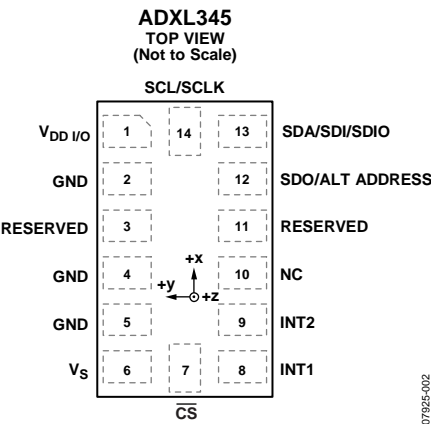 ADXL345
TOP VIEW
(Not to Scale)
SCL/SCLK
VDD I/O 1 14 13 SDA/SDI/SDIO
GND 2 12 SDO/ALT ADDRESS
RESERVED 3 11 RESERVED
GND 4 +x +y +z 10 NC
GND 5 9 INT2
VS 6 7 8 INT1
CS
07925-002